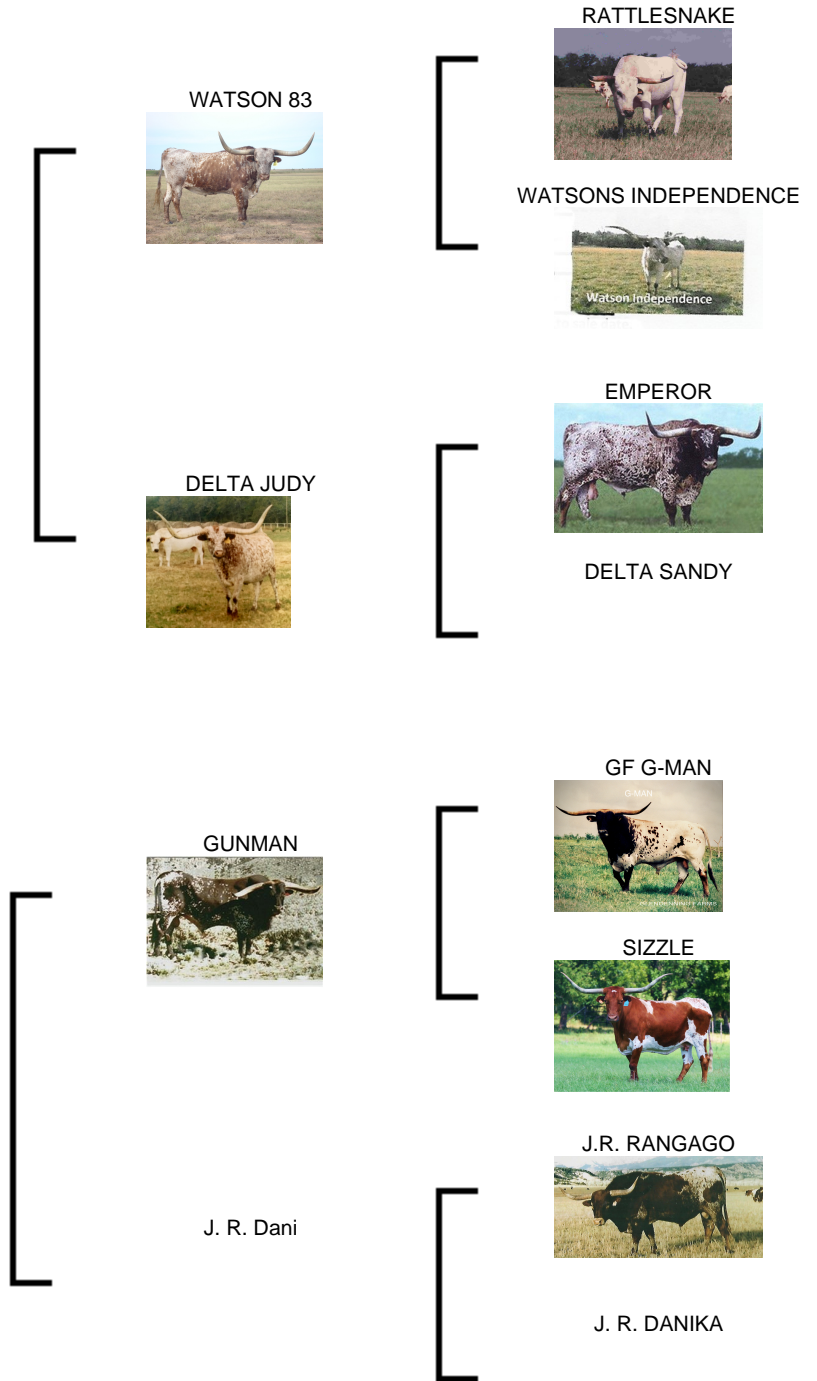 RATTLESNAKE
WATSON 83
WATSONS INDEPENDENCE
Watson Independence
EMPEROR
DELTA JUDY
DELTA SANDY
GF G-MAN
G-MAN
GUNMAN
SIZZLE
J.R. RANGAGO
J. R. Dani
J. R. DANIKA